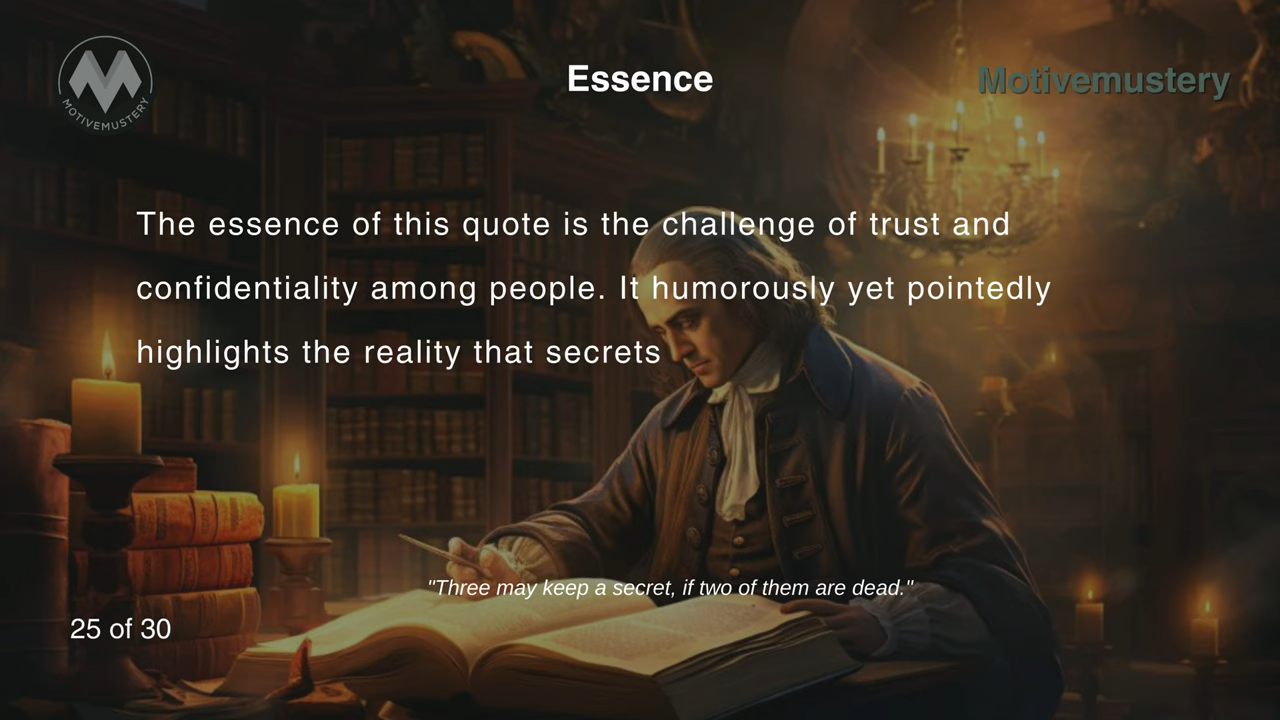 MOTIVEMUSTERY
Essence
Motivemustery
The essence of this quote is the challenge of trust and
confidentiality among people. It humorously yet pointedly
highlights the reality that secrets
"Three may keep a secret, if two of them are dead."
25 of 30